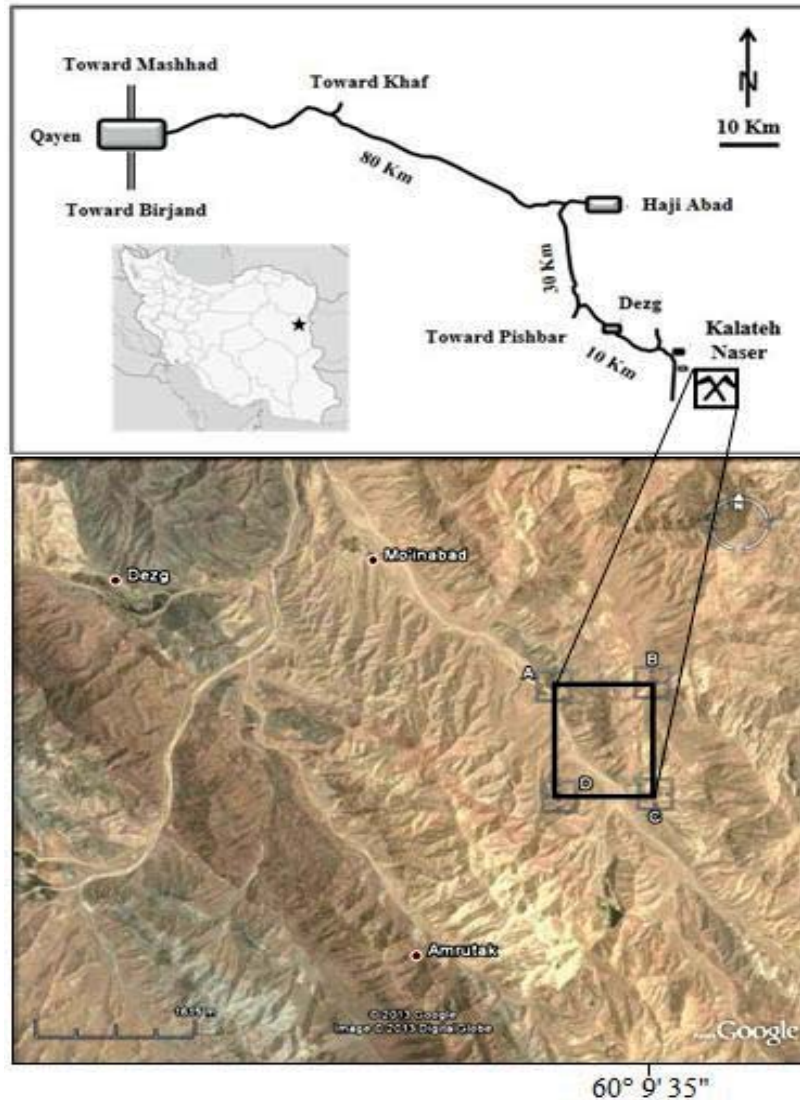 Toward Mashhad
Toward Khaf
N
10 Km
Qayen
80 Km
Toward Birjand
Haji Abad
30 Km
Dezg
Toward Pishbar
Kalateh
Naser
10 Km
N
Mo'inabad
Dezg
A
B
D
C
Amrutak
© 2013 Google
Image © 2013 DigitalGlobe
Google
60° 9' 35"